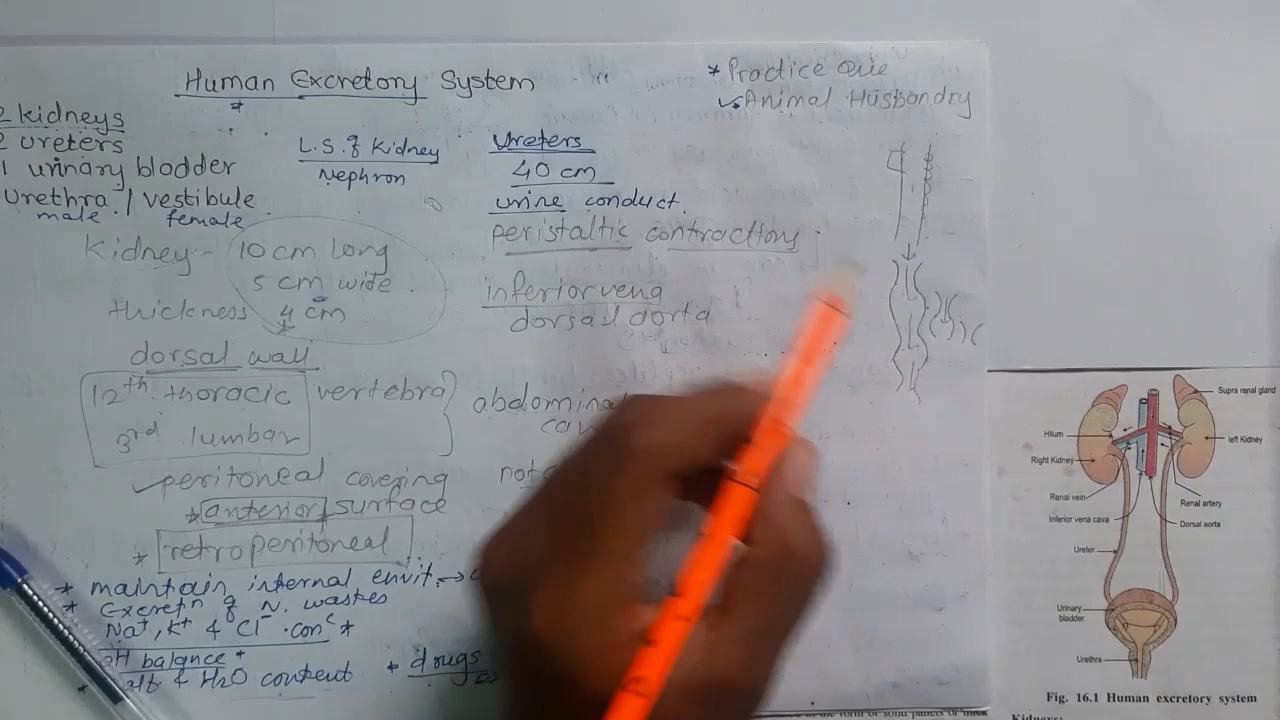 Human Excretory System
* Practice Que
↳ Animal Husbandry
2 kidneys
2 ureters
1 urinary bladder
Urethra / vestibule
male female
L.S. of Kidney
Nephron
Ureters
40 cm
urine conduct.
peristaltic contractions
Kidney- 10 cm long
5 cm wide
thickness 4 cm
inferior vena
dorsal aorta
dorsal wall
12th thoracic vertebra
3rd lumbar
abdominal
peritoneal covering
* anterior surface
* retroperitoneal
* maintain internal envit. →
* Excretn of N. wastes
Na+, K+ & Cl- concn *
pH balance *
& H2O content
* drugs
Supra renal gland
Hilum
left Kidney
Right Kidney
Renal vein
Renal artery
Inferior vena cava
Dorsal aorta
Ureter
Urinary
bladder
Urethra
Fig. 16.1 Human excretory system
Kidneys: